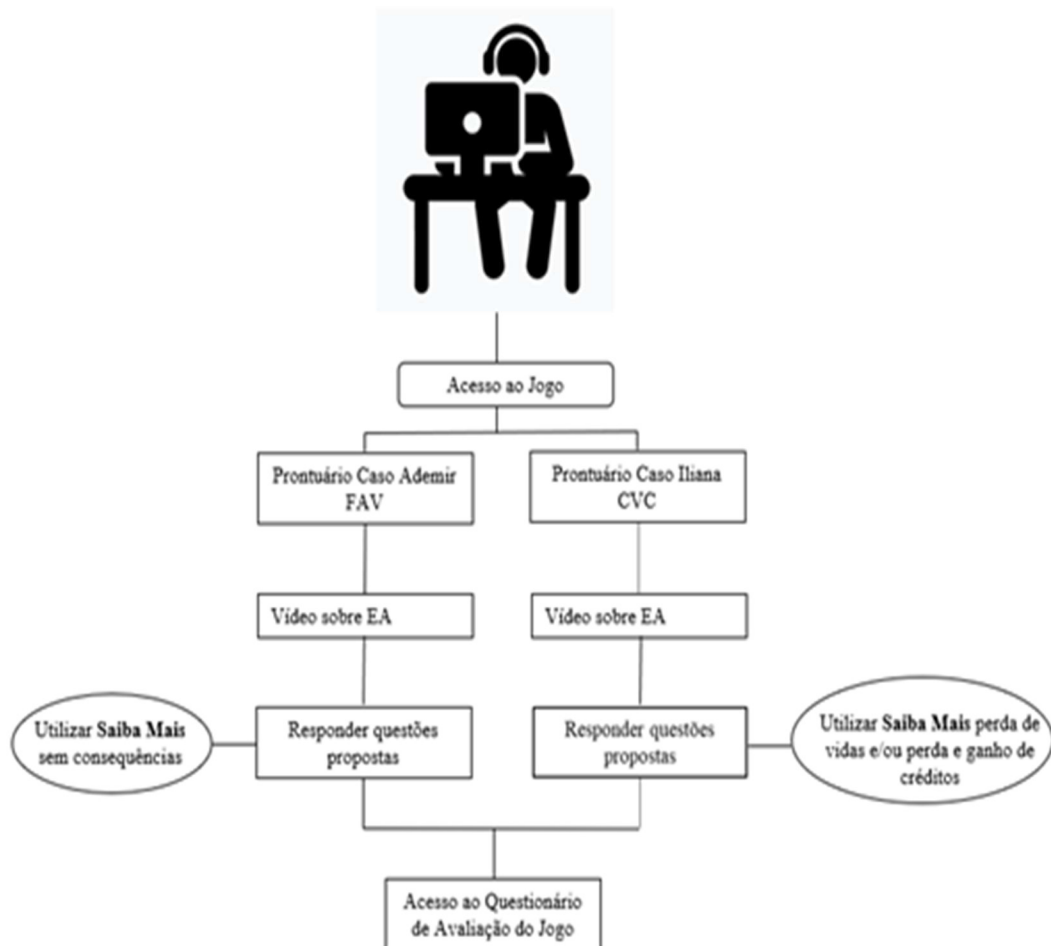 Acesso ao Jogo
Prontuário Caso Ademir
FAV
Prontuário Caso Iliana
CVC
Vídeo sobre EA
Vídeo sobre EA
Utilizar Saiba Mais
sem consequências
Responder questões
propostas
Responder questões
propostas
Utilizar Saiba Mais perda de
vidas e/ou perda e ganho de
créditos
Acesso ao Questionário
de Avaliação do Jogo